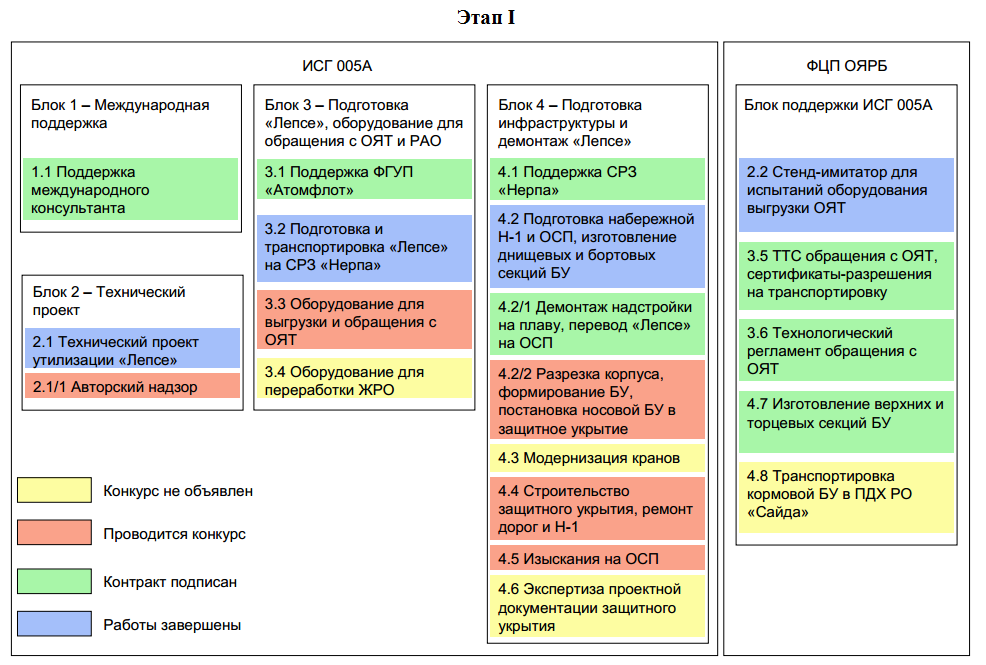 Этап I
ИСГ 005А
Блок 1 – Международная
поддержка
1.1 Поддержка
международного
консультанта
Блок 2 – Технический
проект
2.1 Технический проект
утилизации «Лепсе»
2.1/1 Авторский надзор
Блок 3 – Подготовка
«Лепсе», оборудование для
обращения с ОЯТ и РАО
3.1 Поддержка ФГУП
«Атомфлот»
3.2 Подготовка и
транспортировка «Лепсе»
на СРЗ «Нерпа»
3.3 Оборудование для
выгрузки и обращения с
ОЯТ
3.4 Оборудование для
переработки ЖРО
Блок 4 – Подготовка
инфраструктуры и
демонтаж «Лепсе»
4.1 Поддержка СРЗ
«Нерпа»
4.2 Подготовка набережной
Н-1 и ОСП, изготовление
днищевых и бортовых
секций БУ
4.2/1 Демонтаж надстройки
на плаву, перевод «Лепсе»
на ОСП
4.2/2 Разрезка корпуса,
формирование БУ,
постановка носовой БУ в
защитное укрытие
4.3 Модернизация кранов
4.4 Строительство
защитного укрытия, ремонт
дорог и Н-1
4.5 Изыскания на ОСП
4.6 Экспертиза проектной
документации защитного
укрытия
ФЦП ОЯРБ
Блок поддержки ИСГ 005А
2.2 Стенд-имитатор для
испытаний оборудования
выгрузки ОЯТ
3.5 ТТС обращения с ОЯТ,
сертификаты-разрешения
на транспортировку
3.6 Технологический
регламент обращения с
ОЯТ
4.7 Изготовление верхних и
торцевых секций БУ
4.8 Транспортировка
кормовой БУ в ПДХ РО
«Сайда»
Конкурс не объявлен
Проводится конкурс
Контракт подписан
Работы завершены